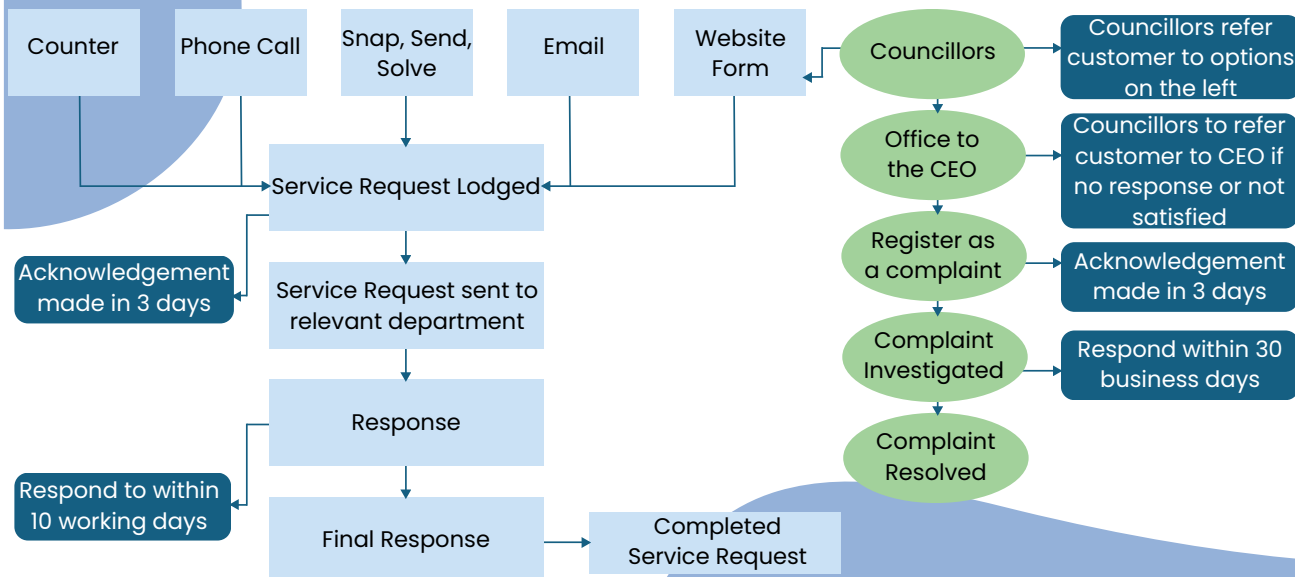 Counter
Phone Call
Snap, Send,
Solve
Email
Website
Form
Councillors
Councillors refer
customer to options
on the left
Office to
the CEO
Councillors to refer
customer to CEO if
no response or not
satisfied
Service Request Lodged
Register as
a complaint
Acknowledgement
made in 3 days
Acknowledgement
made in 3 days
Service Request sent to
relevant department
Complaint
Investigated
Respond within 30
business days
Response
Complaint
Resolved
Respond to within
10 working days
Final Response
Completed
Service Request